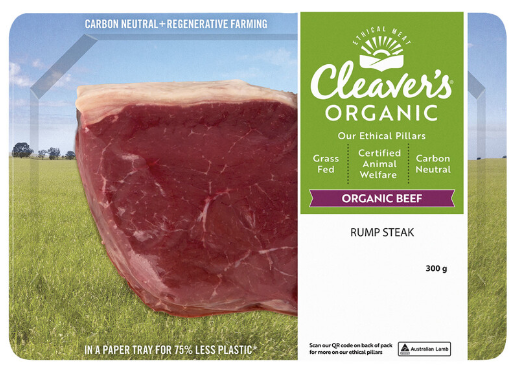 CARBON NEUTRAL+REGENERATIVE FARMING
ETHICAL MEAT
Cleaver's®
ORGANIC
Our Ethical Pillars
Grass Fed
Certified Animal Welfare
Carbon Neutral
ORGANIC BEEF
RUMP STEAK
300 g
IN A PAPER TRAY FOR 75% LESS PLASTIC*
Scan our QR code on back of pack
for more on our ethical pillars
Australian Lamb